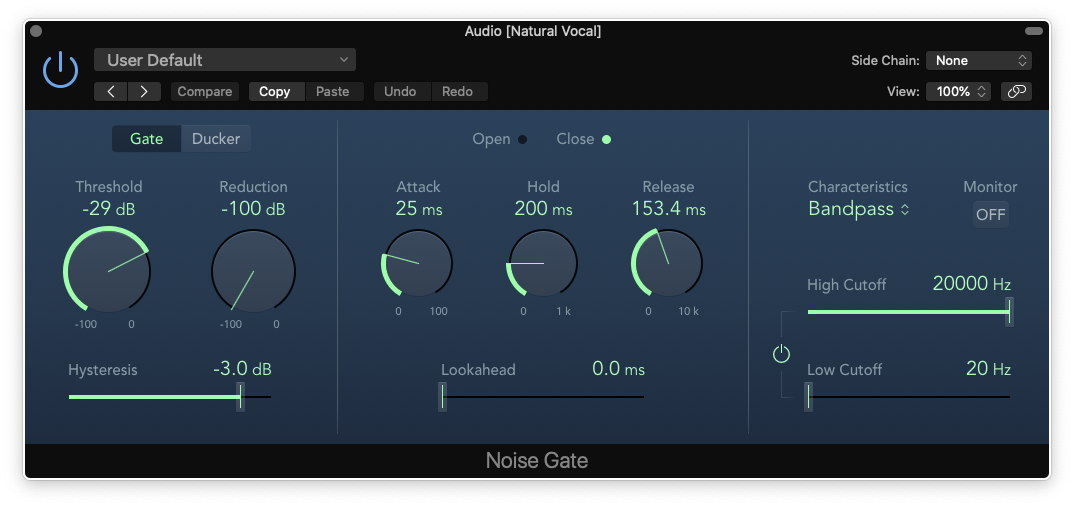 Audio [Natural Vocal]
User Default
Side Chain: None
Compare Copy Paste Undo Redo
View: 100%
Gate Ducker
Open Close
Threshold Reduction
-29 dB -100 dB
-100 0 -100 0
Hysteresis -3.0 dB
Attack Hold Release
25 ms 200 ms 153.4 ms
0 100 0 1 k 0 10 k
Lookahead 0.0 ms
Characteristics Monitor
Bandpass OFF
High Cutoff 20000 Hz
Low Cutoff 20 Hz
Noise Gate